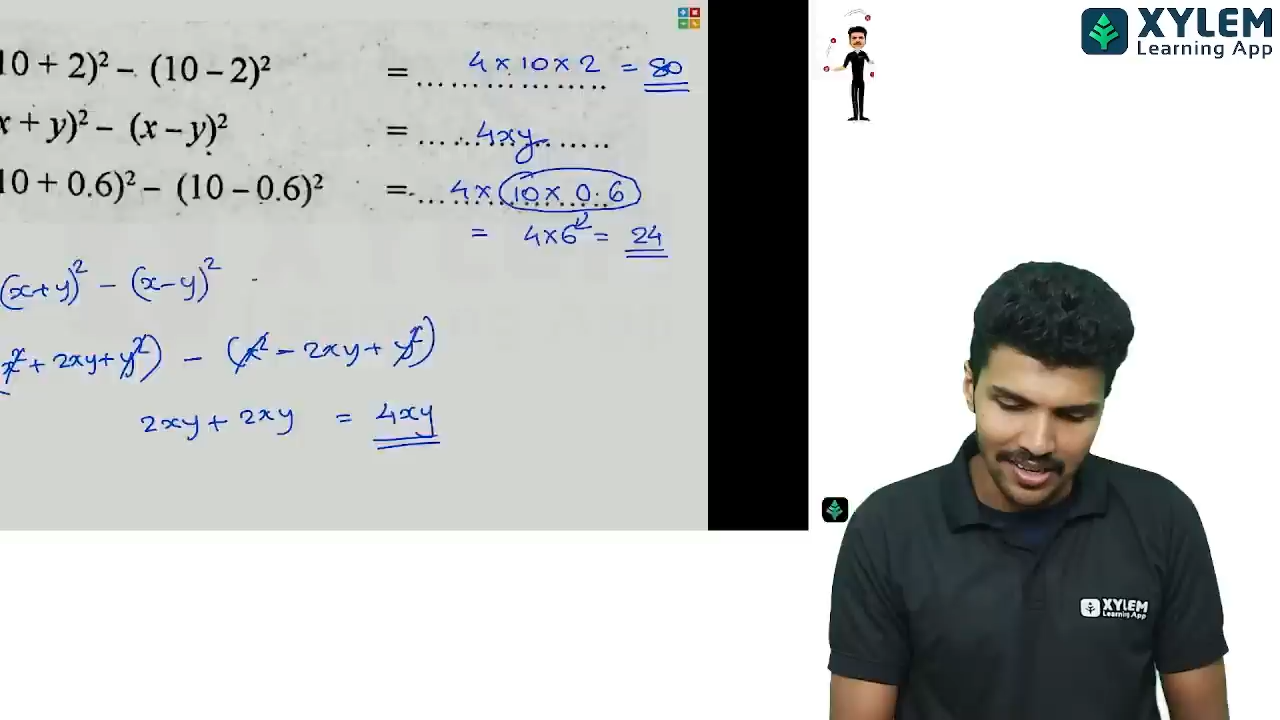 10 + 2)² – (10 – 2)² = .................. 4 × 10 × 2 = 80
x + y)² – (x – y)² = .................. 4xy
10 + 0.6)² – (10 – 0.6)² = .................. 4 × 10 × 0.6
= 4×6 = 24
(x+y)² – (x–y)²
x² + 2xy + y²) – (x² – 2xy + y²)
2xy + 2xy = 4xy
XYLEM
Learning App
XYLEM
Learning App